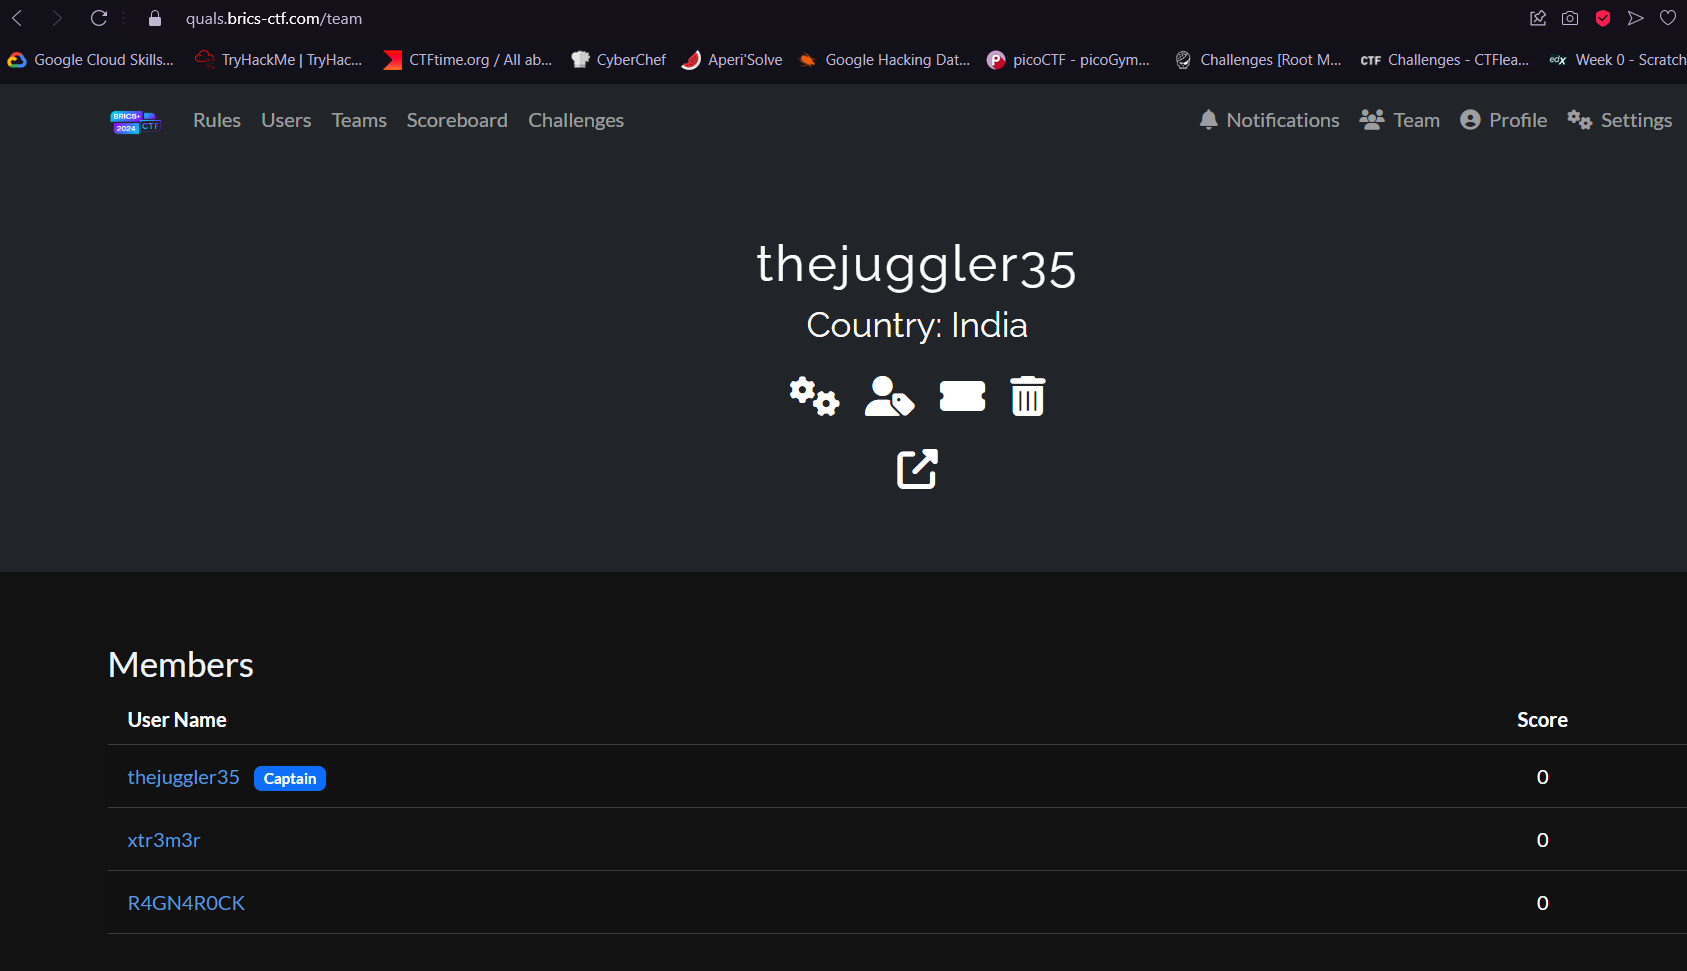 quals.brics-ctf.com/team
Google Cloud Skills... TryHackMe | TryHac... CTFtime.org / All ab... CyberChef Aperi'Solve Google Hacking Dat... P picoCTF - picoGym... Challenges [Root M... CTF Challenges - CTFlea... edX Week 0 - Scratch
BRICS+ 2024 CTF Rules Users Teams Scoreboard Challenges Notifications Team Profile Settings
thejuggler35
Country: India
Members
User Name Score
thejuggler35 Captain 0
xtr3m3r 0
R4GN4R0CK 0